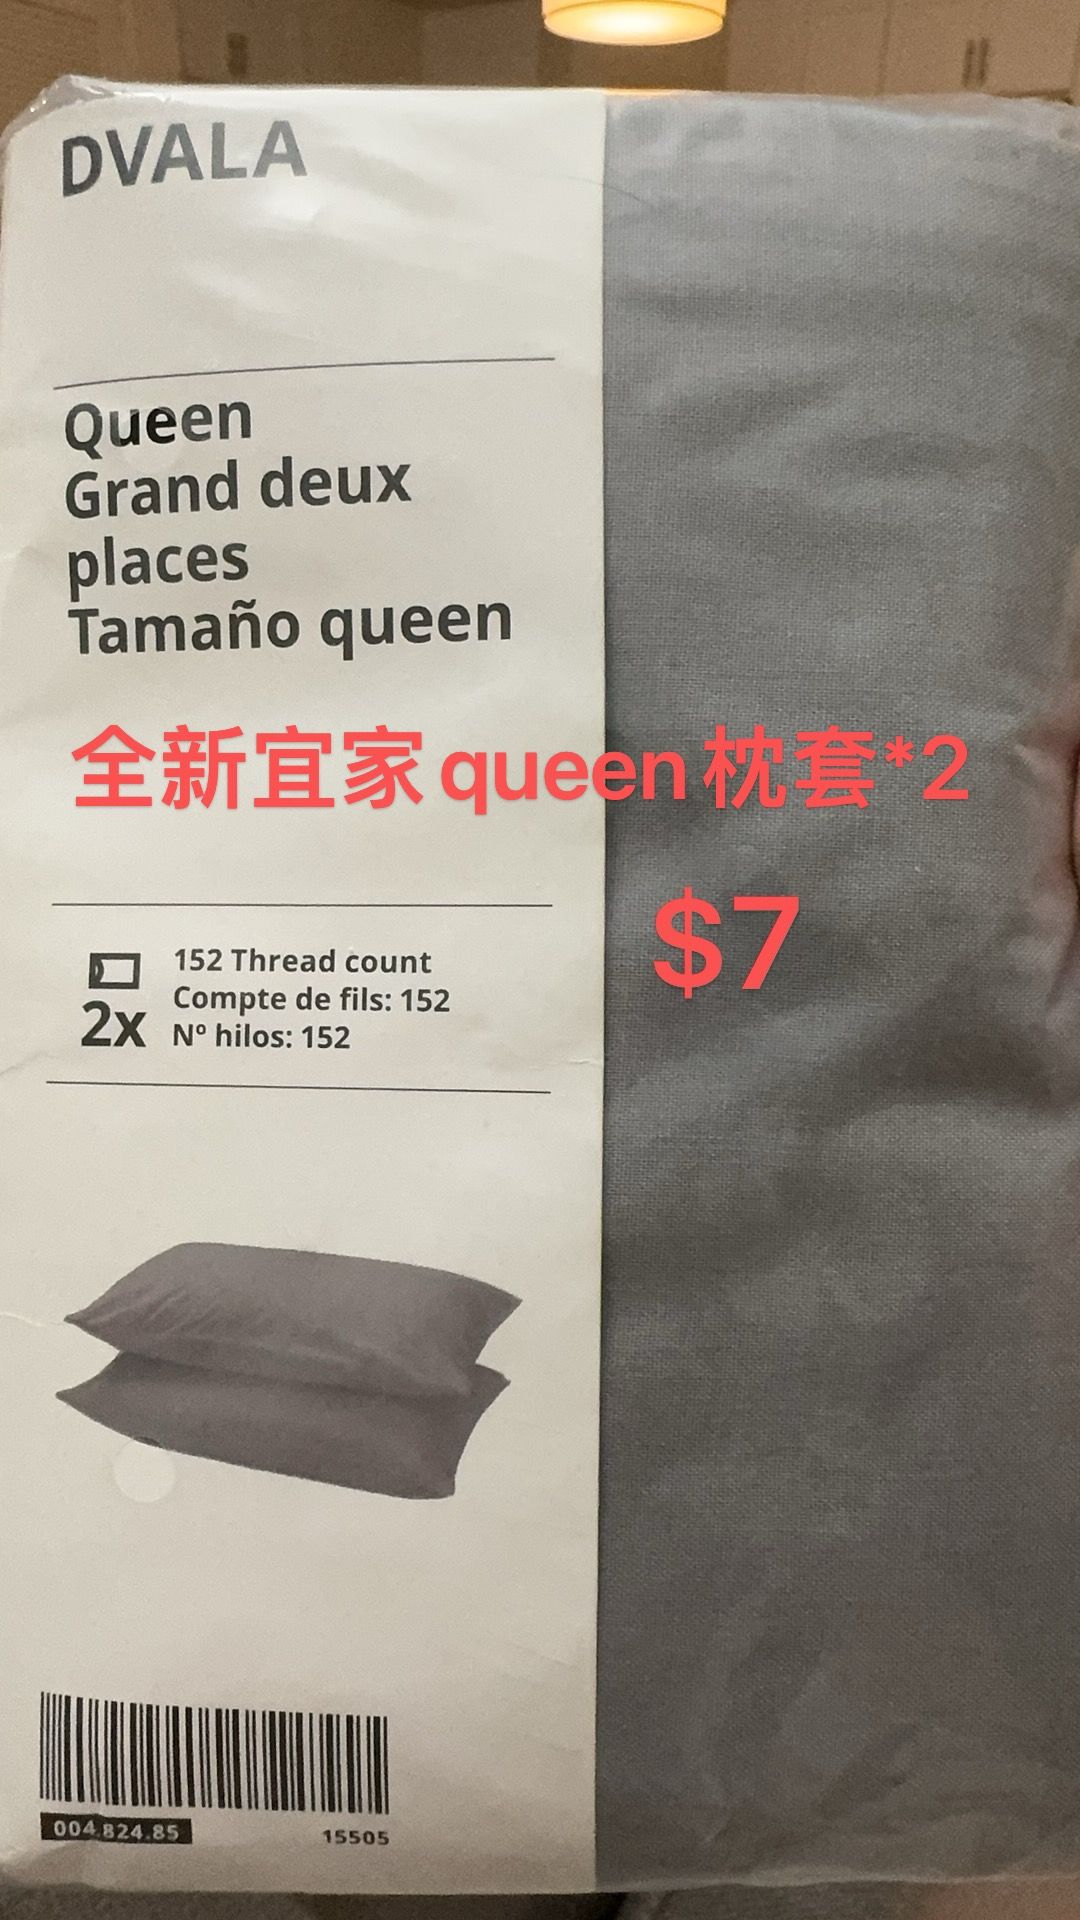 DVALA
Queen
Grand deux
places
Tamaño queen
全新宜家queen枕套*2
$7
2x
152 Thread count
Compte de fils: 152
Nº hilos: 152
004.824.85
15505